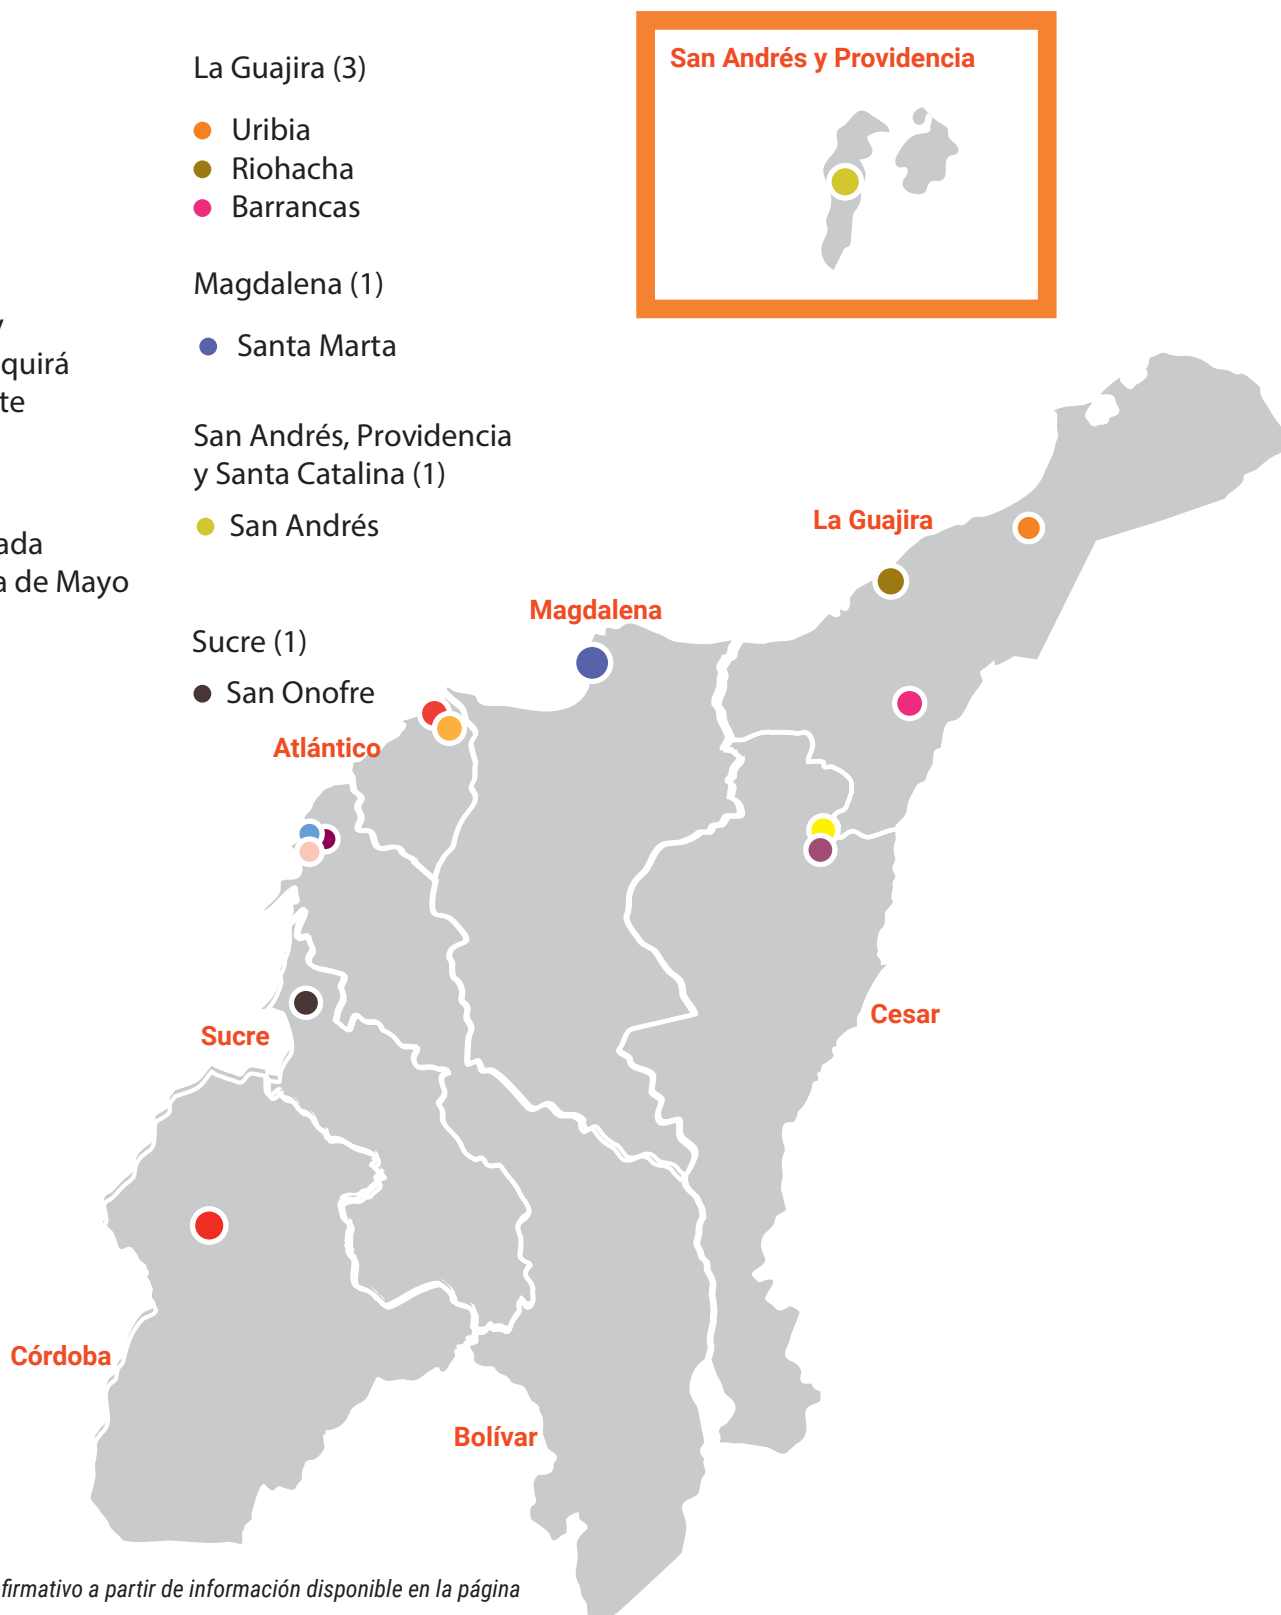 La Guajira (3)
Uribia
Riohacha
Barrancas
Magdalena (1)
Santa Marta
San Andrés, Providencia
y Santa Catalina (1)
San Andrés
Sucre (1)
San Onofre
y
quirá
te
ada
a de Mayo
San Andrés y Providencia
La Guajira
Magdalena
Atlántico
Cesar
Sucre
Córdoba
Bolívar
firmativo a partir de información disponible en la página